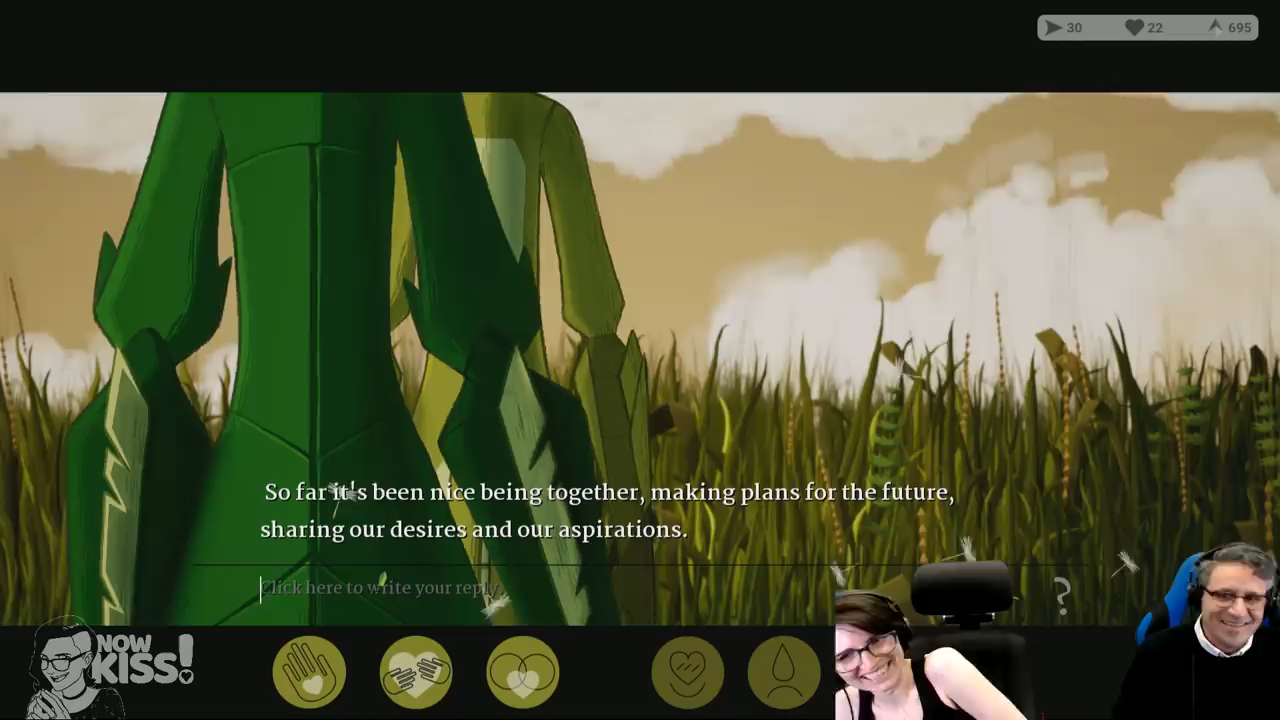 30 22 695
So far it's been nice being together, making plans for the future,
sharing our desires and our aspirations.
Click here to write your reply.
?
NOW
KISS!